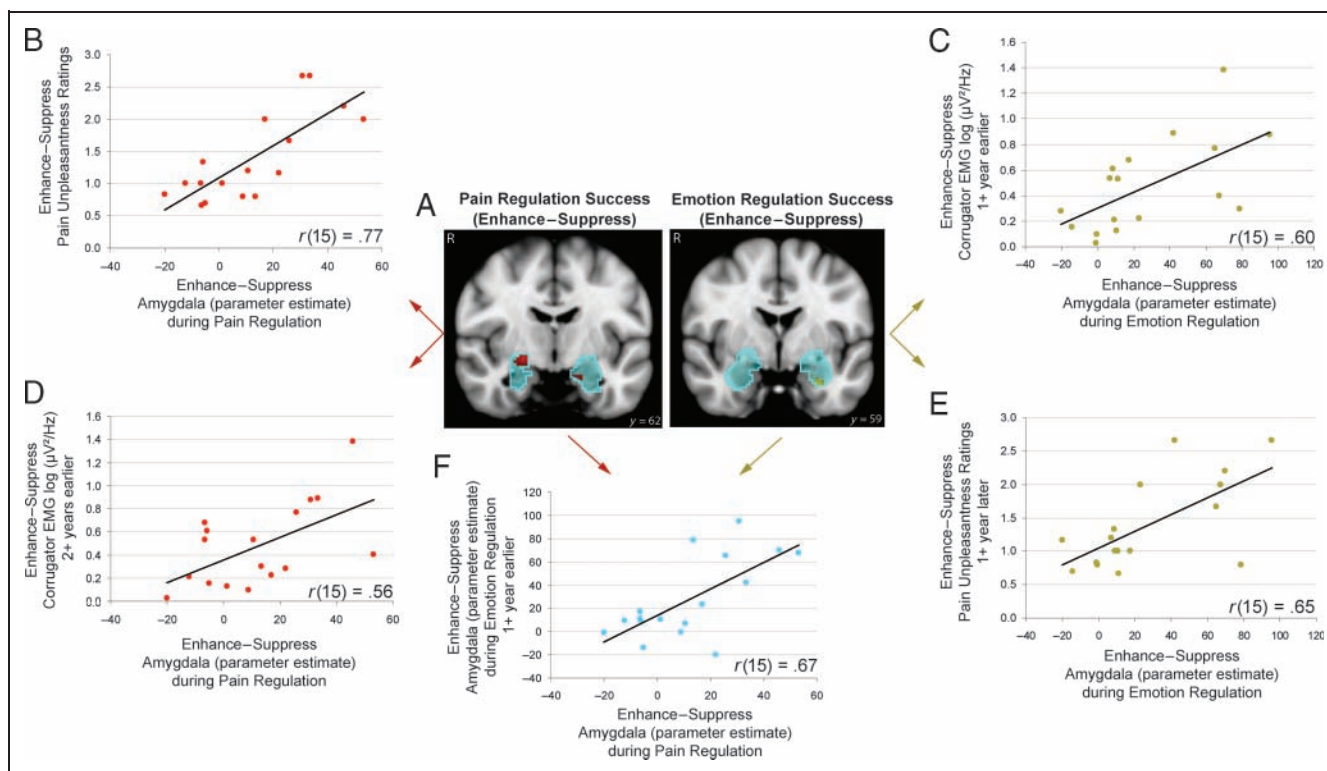 B
Enhance–Suppress
Pain Unpleasantness Ratings
3.0
2.5
2.0
1.5
1.0
0.5
0.0
–40 –20 0 20 40 60
r(15) = .77
Enhance–Suppress
Amygdala (parameter estimate)
during Pain Regulation
A
Pain Regulation Success
(Enhance–Suppress)
R
y = 62
Emotion Regulation Success
(Enhance–Suppress)
R
y = 59
C
Enhance–Suppress
Corrugator EMG log (µV²/Hz)
1+ year earlier
1.6
1.4
1.2
1.0
0.8
0.6
0.4
0.2
0.0
–40 –20 0 20 40 60 80 100 120
r(15) = .60
Enhance–Suppress
Amygdala (parameter estimate)
during Emotion Regulation
D
Enhance–Suppress
Corrugator EMG log (µV²/Hz)
2+ years earlier
1.6
1.4
1.2
1.0
0.8
0.6
0.4
0.2
0.0
–40 –20 0 20 40 60
r(15) = .56
Enhance–Suppress
Amygdala (parameter estimate)
during Pain Regulation
E
Enhance–Suppress
Pain Unpleasantness Ratings
1+ year later
3.0
2.5
2.0
1.5
1.0
0.5
0.0
–40 –20 0 20 40 60 80 100 120
r(15) = .65
Enhance–Suppress
Amygdala (parameter estimate)
during Emotion Regulation
F
Enhance–Suppress
Amygdala (parameter estimate)
during Emotion Regulation
1+ year earlier
120
100
80
60
40
20
0
–20
–40
–40 –20 0 20 40 60
r(15) = .67
Enhance–Suppress
Amygdala (parameter estimate)
during Pain Regulation